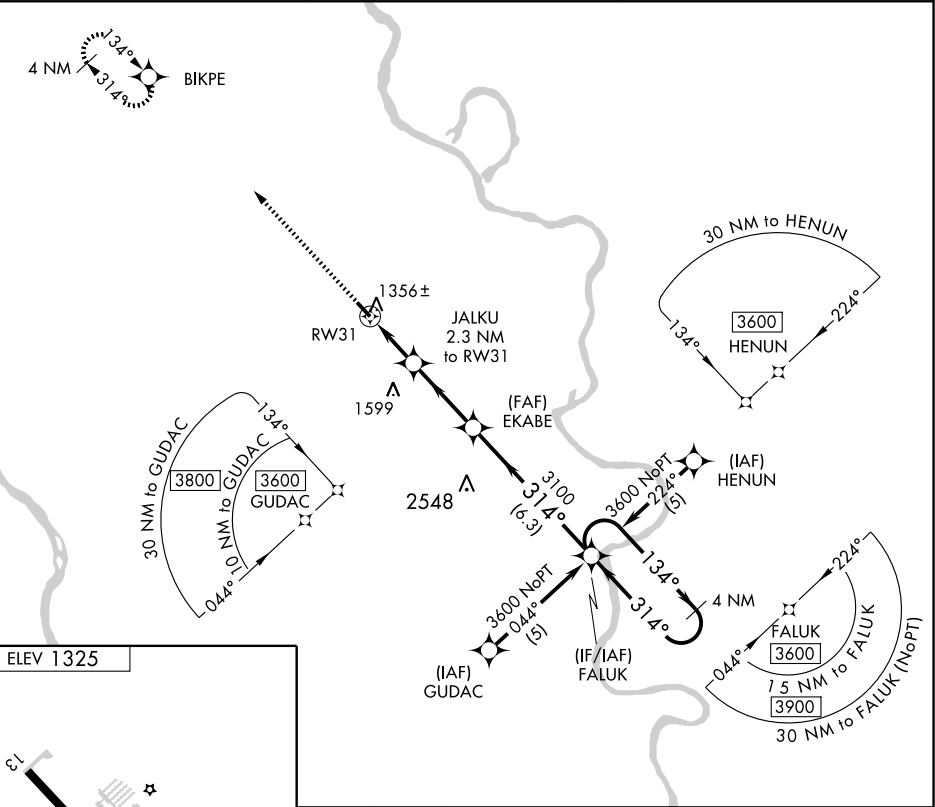 134°
4 NM
314°
BIKPE
30 NM to HENUN
134°
224°
3600
HENUN
1356±
RW31
JALKU
2.3 NM
to RW31
1599
(FAF)
EKABE
2548
30 NM to GUDAC
3800
10 NM to GUDAC
134°
3600
GUDAC
044°
3100
314°
(6.3)
3600 NoPT
224°
(5)
(IAF)
HENUN
134°
314°
4 NM
3600 NoPT
044°
(5)
(IAF)
GUDAC
(IF/IAF)
FALUK
224°
FALUK
3600
044°
15 NM to FALUK
3900
30 NM to FALUK (NoPT)
ELEV 1325
13